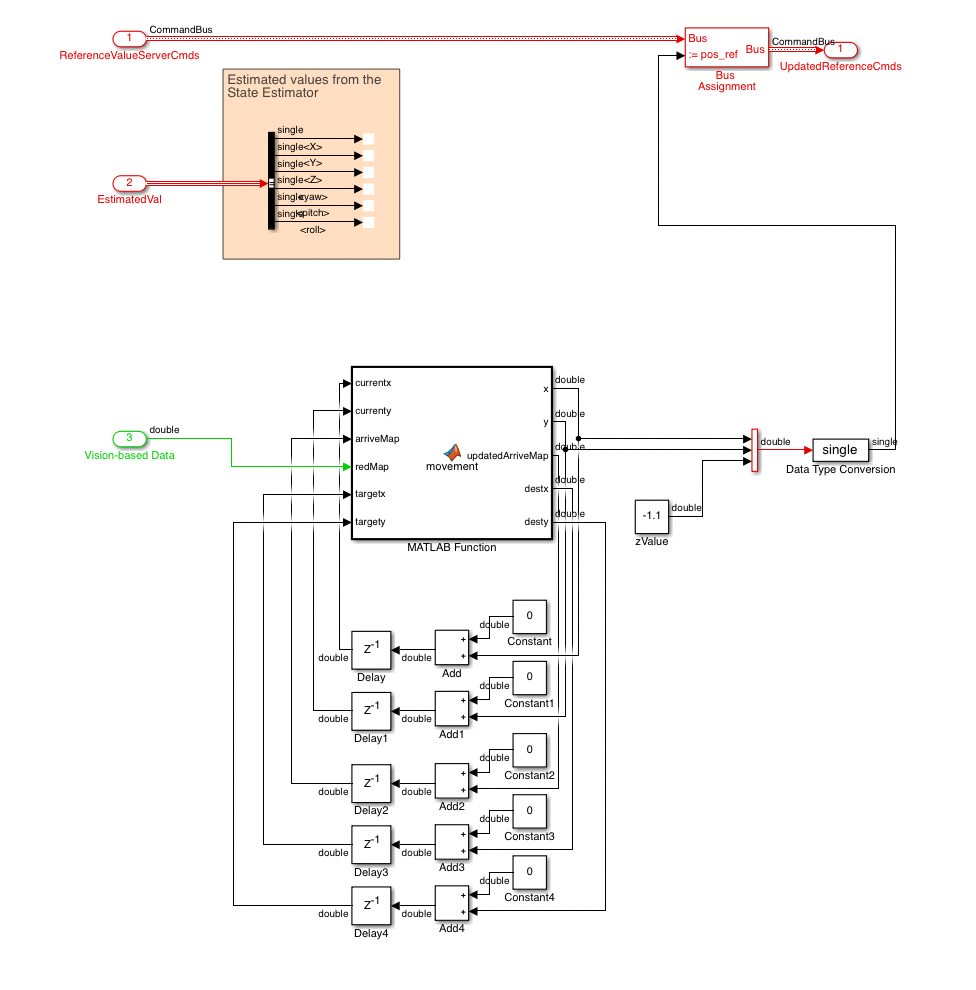 CommandBus
1
ReferenceValueServerCmds
Bus
:= pos_ref
Bus
Bus
Assignment
CommandBus
1
UpdatedReferenceCmds
Estimated values from the
State Estimator
single
single<X>
single<Y>
single<Z>
single<yaw>
single<pitch>
<roll>
2
EstimatedVal
3
double
Vision-based Data
currentx
currenty
arriveMap
redMap
targetx
targety
movement
x
y
updatedArriveMap
destx
desty
MATLAB Function
double
double
double
double
double
double
single
single
Data Type Conversion
-1.1
double
zValue
0
double
Constant
Z-1
double
double
Delay
+
+
Add
0
double
Constant1
Z-1
double
double
Delay1
+
+
Add1
0
double
Constant2
Z-1
double
double
Delay2
+
+
Add2
0
double
Constant3
Z-1
double
double
Delay3
+
+
Add3
0
double
Constant4
Z-1
double
double
Delay4
+
+
Add4